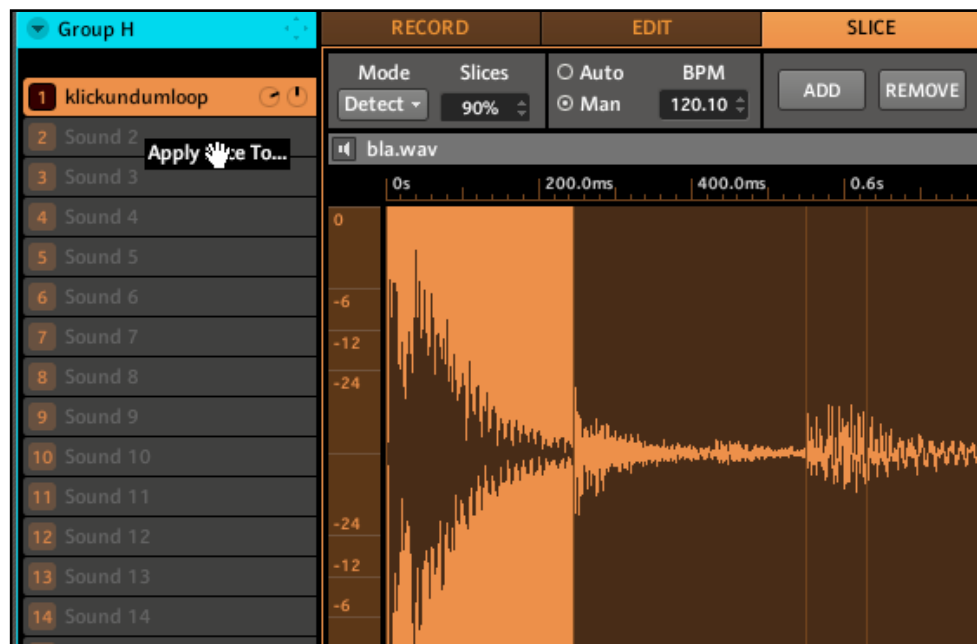 Group H
RECORD EDIT SLICE
Mode Slices Auto BPM
Detect 90% Man 120.10 ADD REMOVE
1 klickundumloop
2 Sound 2
Apply Slice To...
3 Sound 3
4 Sound 4
5 Sound 5
6 Sound 6
7 Sound 7
8 Sound 8
9 Sound 9
10 Sound 10
11 Sound 11
12 Sound 12
13 Sound 13
14 Sound 14
bla.wav
0s 200.0ms 400.0ms 0.6s
0
-6
-12
-24
-24
-12
-6